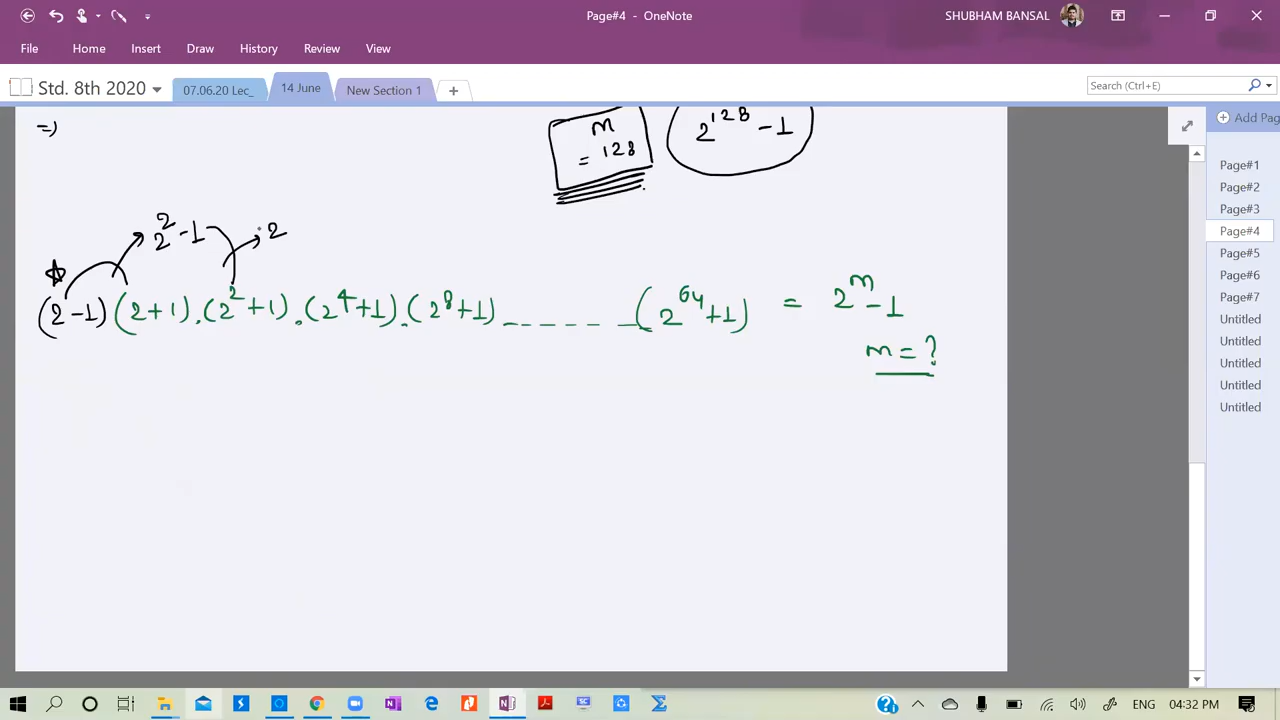 Page#4 - OneNote
SHUBHAM BANSAL
File Home Insert Draw History Review View
Std. 8th 2020
07.06.20 Lec_
14 June
New Section 1
Search (Ctrl+E)
Add Pag
Page#1
Page#2
Page#3
Page#4
Page#5
Page#6
Page#7
Untitled
Untitled
Untitled
Untitled
Untitled
=)
m = 128
2^128 - 1
2^2 - 1 → 2
(2-1) (2+1) . (2^2+1) . (2^4+1) . (2^8+1) ------ (2^64+1) = 2^m - 1
m = ?
ENG 04:32 PM